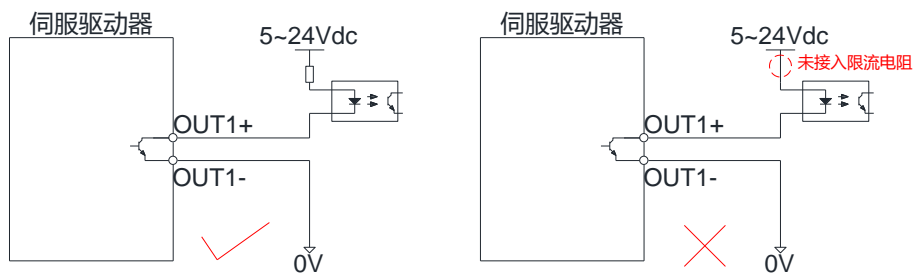 伺服驱动器
5~24Vdc
OUT1+
OUT1-
0V
伺服驱动器
5~24Vdc
未接入限流电阻
OUT1+
OUT1-
0V